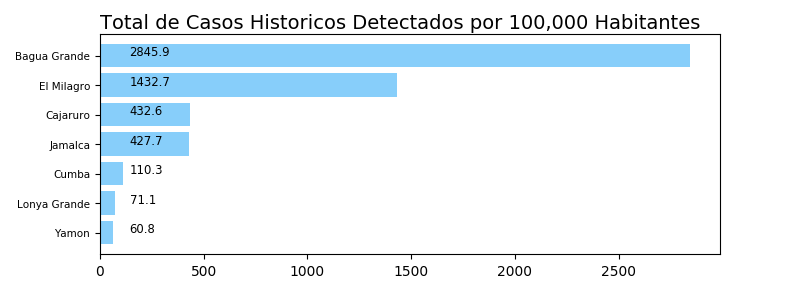 Total de Casos Historicos Detectados por 100,000 Habitantes
Bagua Grande 2845.9
El Milagro 1432.7
Cajaruro 432.6
Jamalca 427.7
Cumba 110.3
Lonya Grande 71.1
Yamon 60.8
0 500 1000 1500 2000 2500